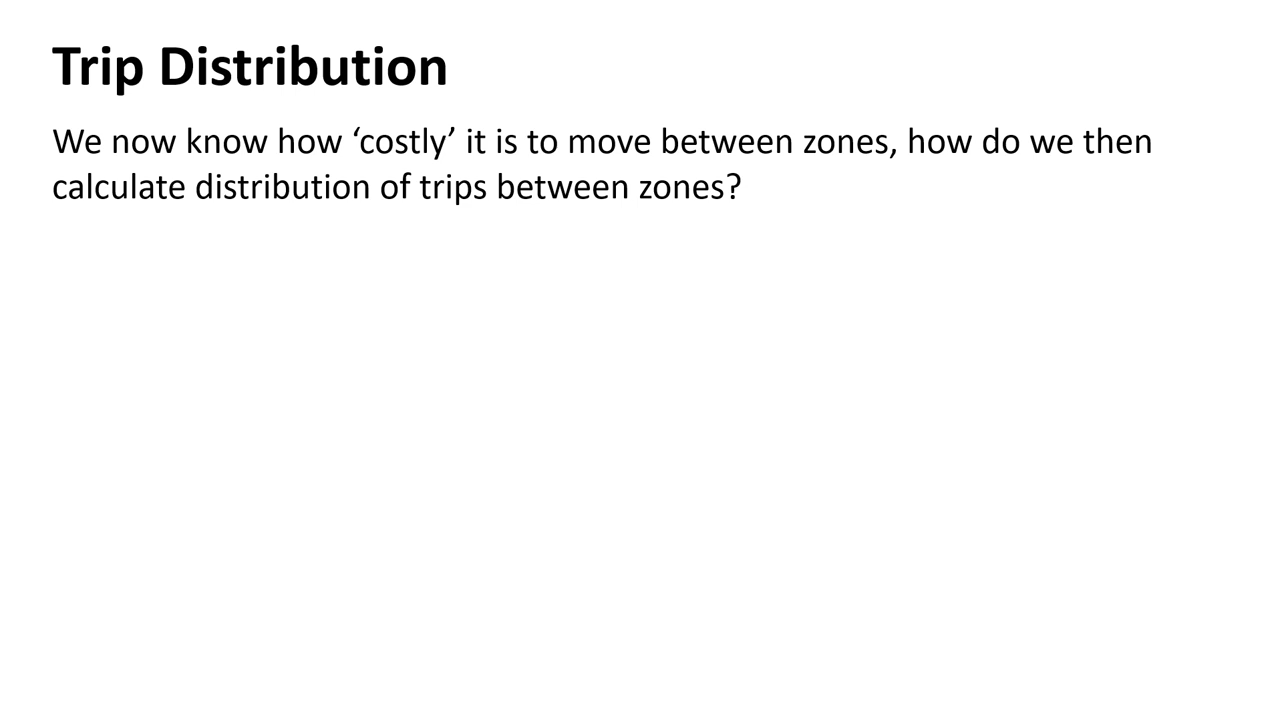 Trip Distribution
We now know how ‘costly’ it is to move between zones, how do we then
calculate distribution of trips between zones?